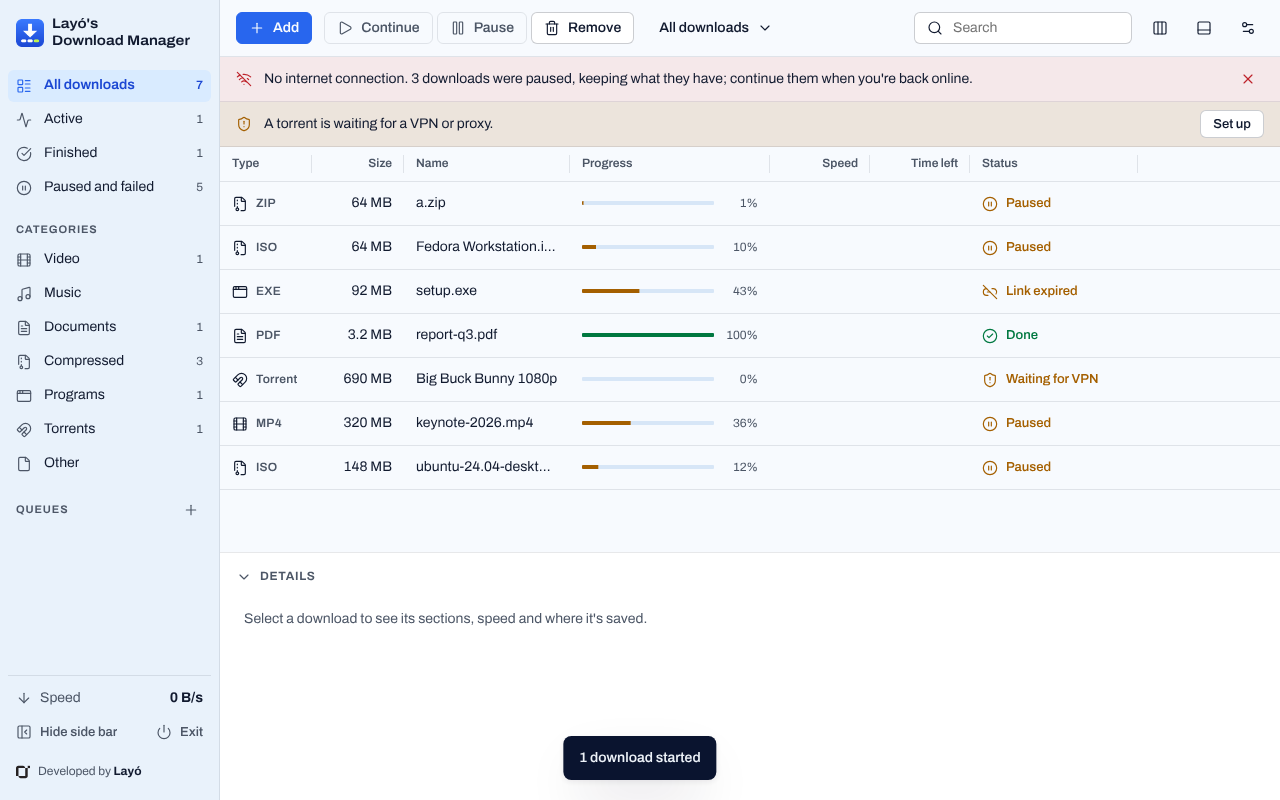 Layó's
Download Manager
Add
Continue
Pause
Remove
All downloads
Search
All downloads 7
Active 1
Finished 1
Paused and failed 5
CATEGORIES
Video 1
Music
Documents 1
Compressed 3
Programs 1
Torrents 1
Other
QUEUES
Speed 0 B/s
Hide side bar Exit
Developed by Layó
No internet connection. 3 downloads were paused, keeping what they have; continue them when you're back online.
A torrent is waiting for a VPN or proxy. Set up
Type Size Name Progress Speed Time left Status
ZIP 64 MB a.zip 1% Paused
ISO 64 MB Fedora Workstation.i... 10% Paused
EXE 92 MB setup.exe 43% Link expired
PDF 3.2 MB report-q3.pdf 100% Done
Torrent 690 MB Big Buck Bunny 1080p 0% Waiting for VPN
MP4 320 MB keynote-2026.mp4 36% Paused
ISO 148 MB ubuntu-24.04-deskt... 12% Paused
DETAILS
Select a download to see its sections, speed and where it's saved.
1 download started